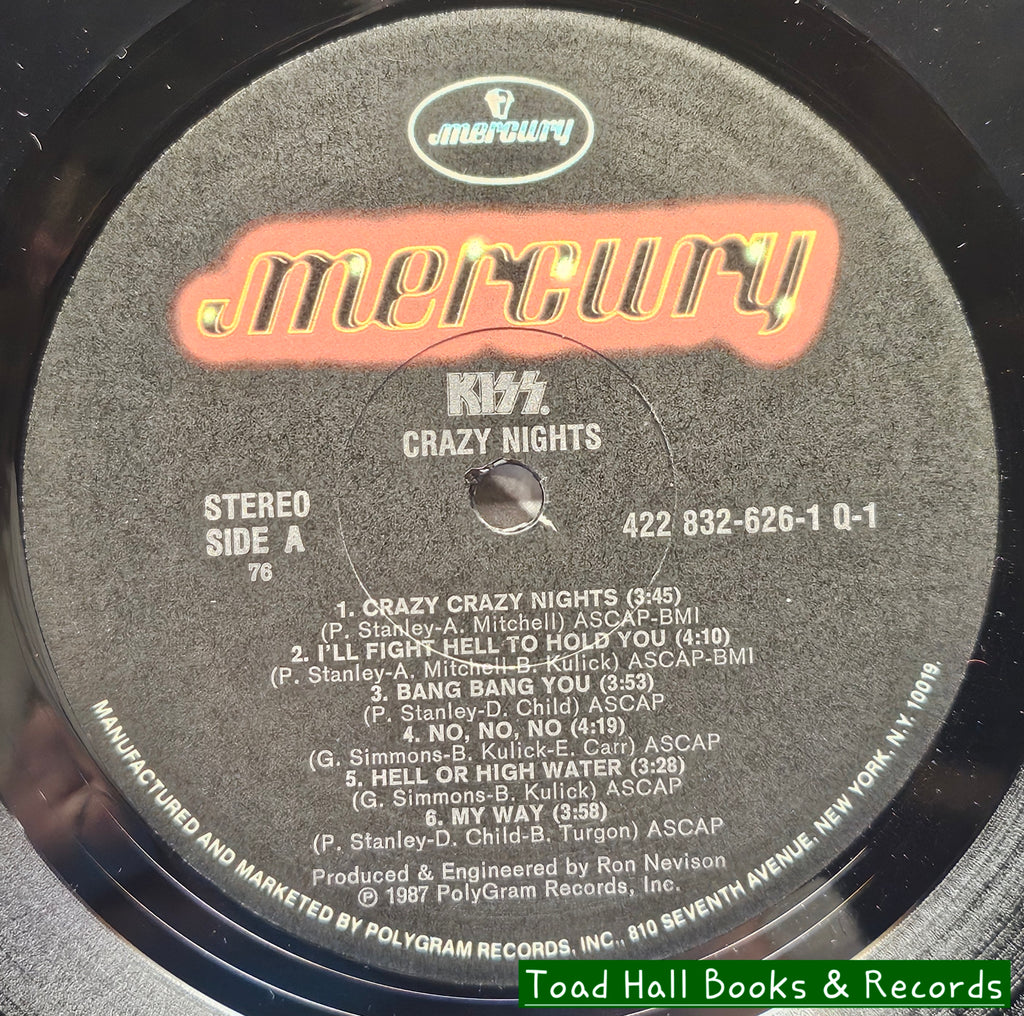 mercury
mercury
KISS.
CRAZY NIGHTS
STEREO
SIDE A
76
422 832-626-1 Q-1
1. CRAZY CRAZY NIGHTS (3:45)
(P. Stanley-A. Mitchell) ASCAP-BMI
2. I'LL FIGHT HELL TO HOLD YOU (4:10)
(P. Stanley-A. Mitchell-B. Kulick) ASCAP-BMI
3. BANG BANG YOU (3:53)
(P. Stanley-D. Child) ASCAP
4. NO, NO, NO (4:19)
(G. Simmons-B. Kulick-E. Carr) ASCAP
5. HELL OR HIGH WATER (3:28)
(G. Simmons-B. Kulick) ASCAP
6. MY WAY (3:58)
(P. Stanley-D. Child-B. Turgon) ASCAP
Produced & Engineered by Ron Nevison
℗ 1987 PolyGram Records, Inc.
MANUFACTURED AND MARKETED BY POLYGRAM RECORDS, INC., 810 SEVENTH AVENUE, NEW YORK, N.Y. 10019.
Toad Hall Books & Records